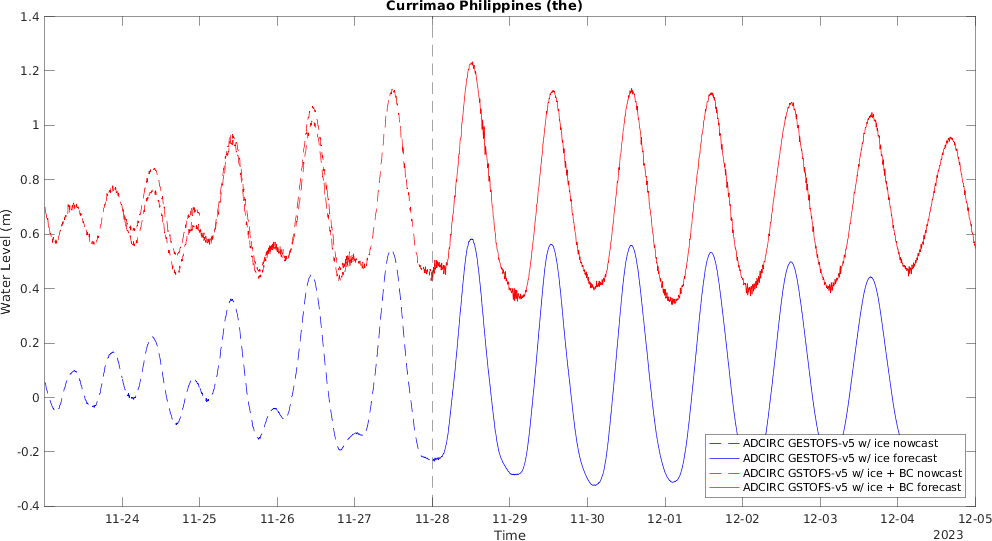 Currimao Philippines (the)
1.4
1.2
1
0.8
0.6
0.4
0.2
0
-0.2
-0.4
Water Level (m)
ADCIRC GESTOFS-v5 w/ ice nowcast
ADCIRC GESTOFS-v5 w/ ice forecast
ADCIRC GSTOFS-v5 w/ ice + BC nowcast
ADCIRC GSTOFS-v5 w/ ice + BC forecast
11-24 11-25 11-26 11-27 11-28 11-29 11-30 12-01 12-02 12-03 12-04 12-05
Time
2023